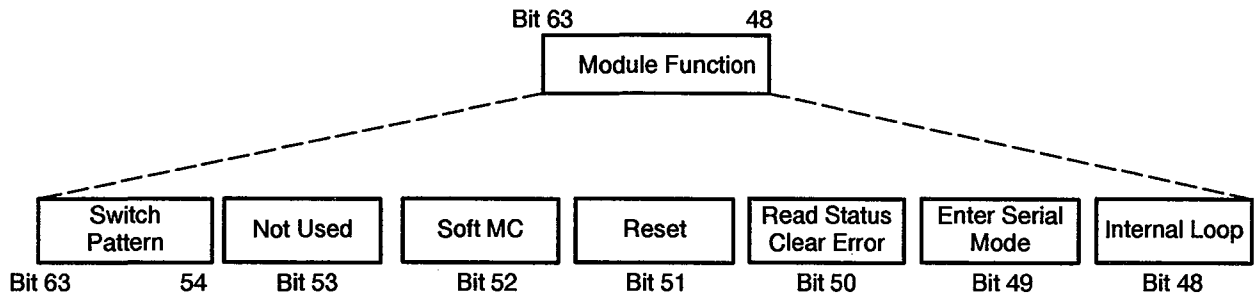 Bit 63 48
Module Function
Switch Pattern
Not Used
Soft MC
Reset
Read Status
Clear Error
Enter Serial
Mode
Internal Loop
Bit 63 54 Bit 53 Bit 52 Bit 51 Bit 50 Bit 49 Bit 48